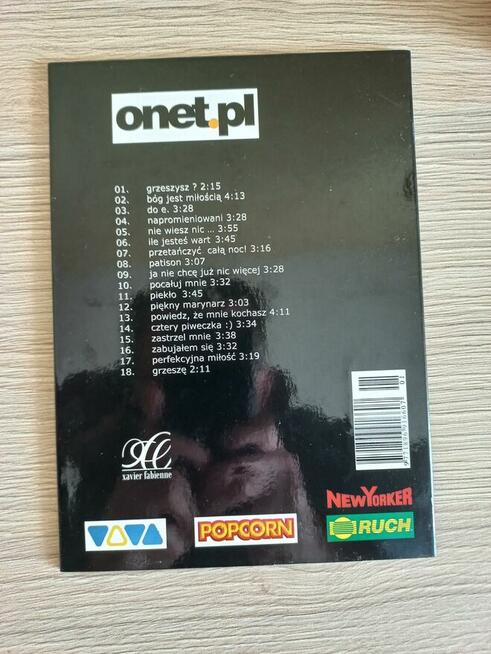 onet.pl
01. grzeszysz ? 2:15
02. bóg jest miłością 4:13
03. do e. 3:28
04. napromieniowani 3:28
05. nie wiesz nic ... 3:55
06. ile jesteś wart 3:45
07. przetańczyć całą noc! 3:16
08. patison 3:07
09. ja nie chcę już nic więcej 3:28
10. pocałuj mnie 3:32
11. piekło 3:45
12. piękny marynarz 3:03
13. powiedz, że mnie kochasz 4:11
14. cztery piweczka :) 3:34
15. zastrzel mnie 3:38
16. zabujałem się 3:32
17. perfekcyjna miłość 3:19
18. grzeszę 2:11
01
xavier fabienne
VIVA
POPCORN
NEWYORKER
RUCH